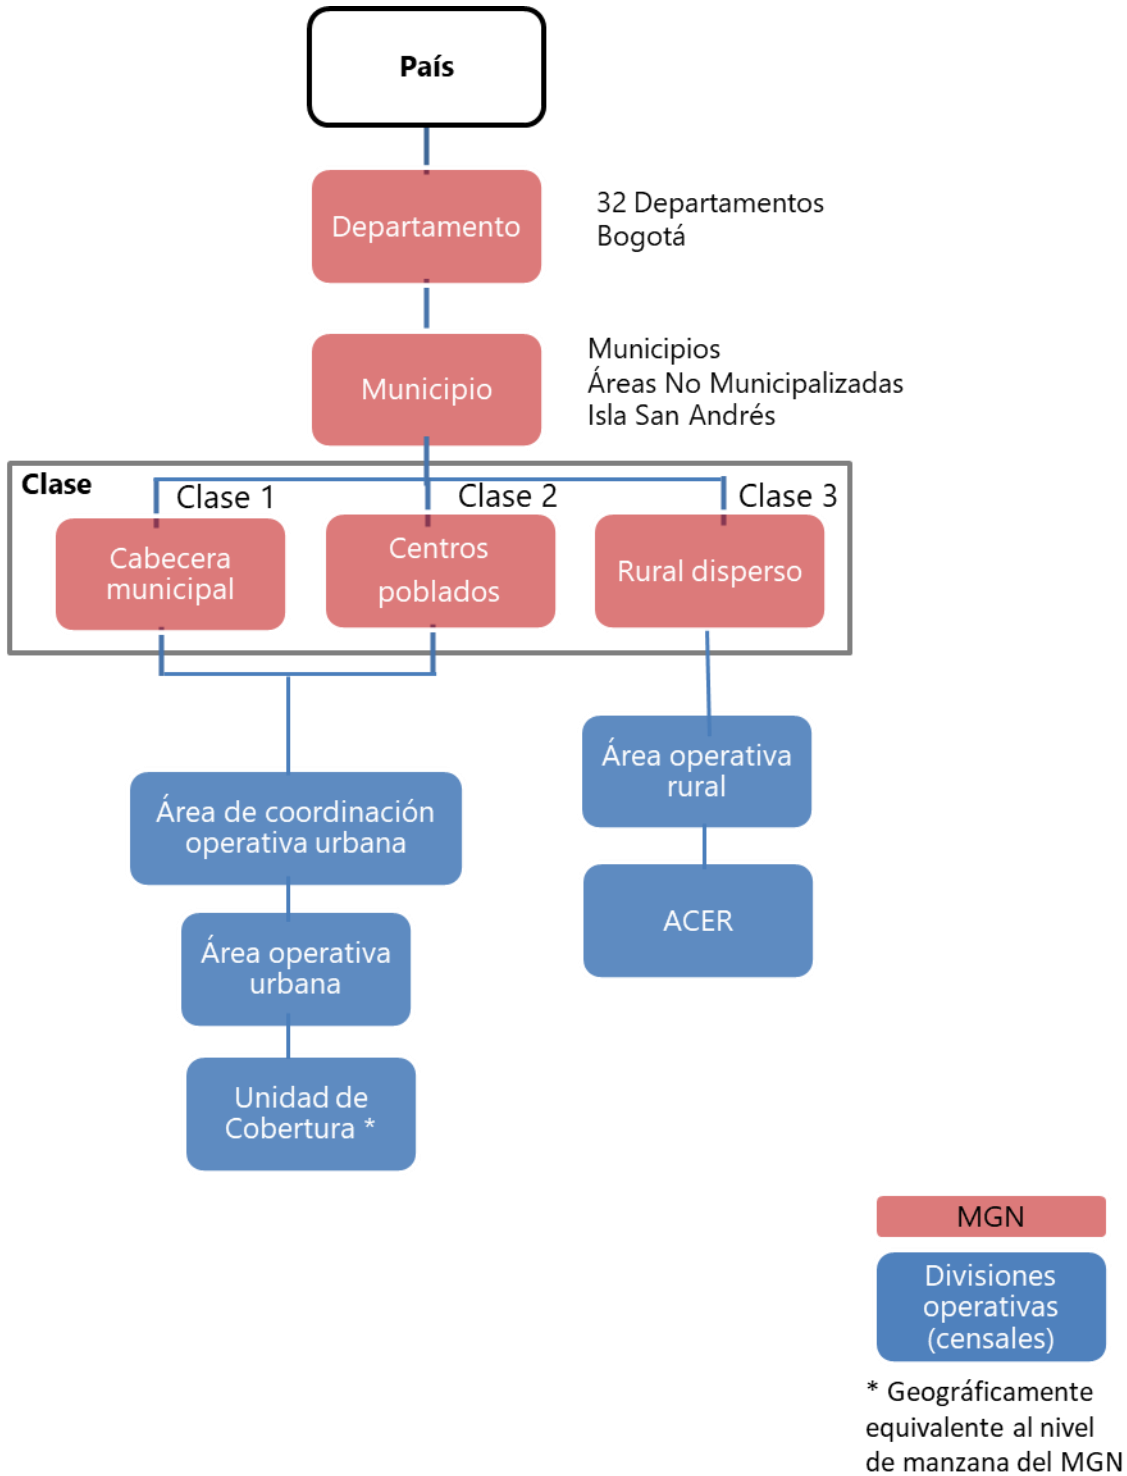 País
Departamento
32 Departamentos
Bogotá
Municipio
Municipios
Áreas No Municipalizadas
Isla San Andrés
Clase
Clase 1
Clase 2
Clase 3
Cabecera
municipal
Centros
poblados
Rural disperso
Área operativa
rural
Área de coordinación
operativa urbana
ACER
Área operativa
urbana
Unidad de
Cobertura *
MGN
Divisiones
operativas
(censales)
* Geográficamente
equivalente al nivel
de manzana del MGN